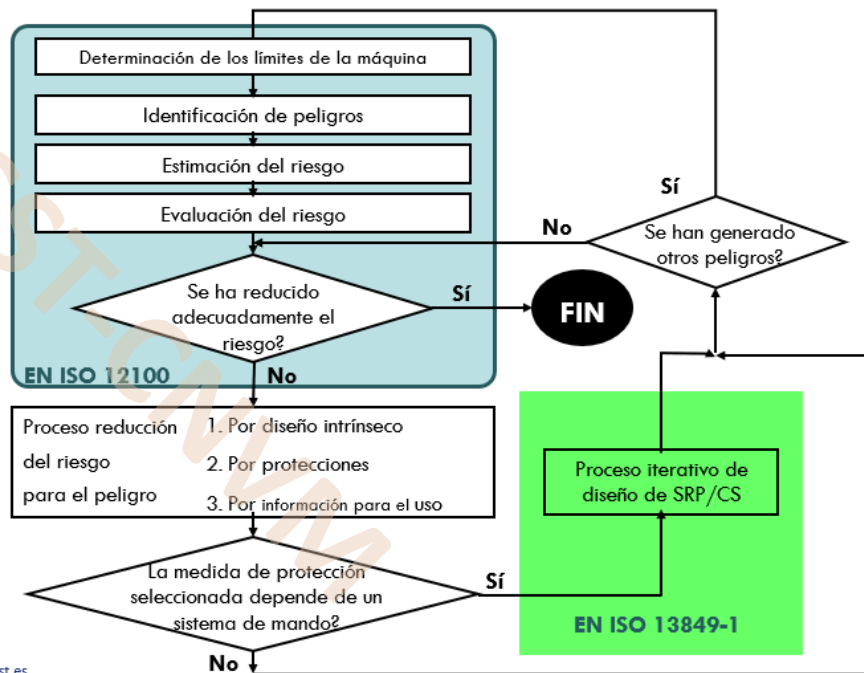 Determinación de los límites de la máquina
Identificación de peligros
Estimación del riesgo
Evaluación del riesgo
Se ha reducido
adecuadamente el
riesgo?
EN ISO 12100
No
Sí
FIN
No
Sí
Se han generado
otros peligros?
Proceso reducción
del riesgo
para el peligro
1. Por diseño intrínseco
2. Por protecciones
3. Por información para el uso
La medida de protección
seleccionada depende de un
sistema de mando?
Sí
No
Proceso iterativo de
diseño de SRP/CS
EN ISO 13849-1
ST-CNVM
st.es